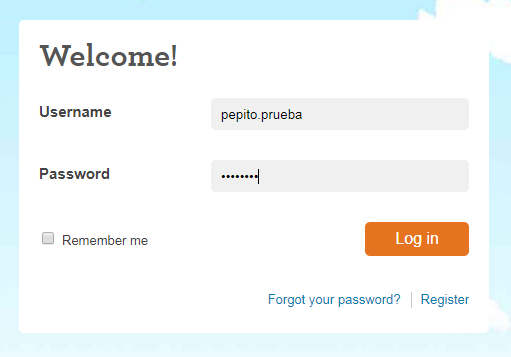 Welcome!
Username
pepito.prueba
Password
••••••••
Remember me
Log in
Forgot your password? | Register